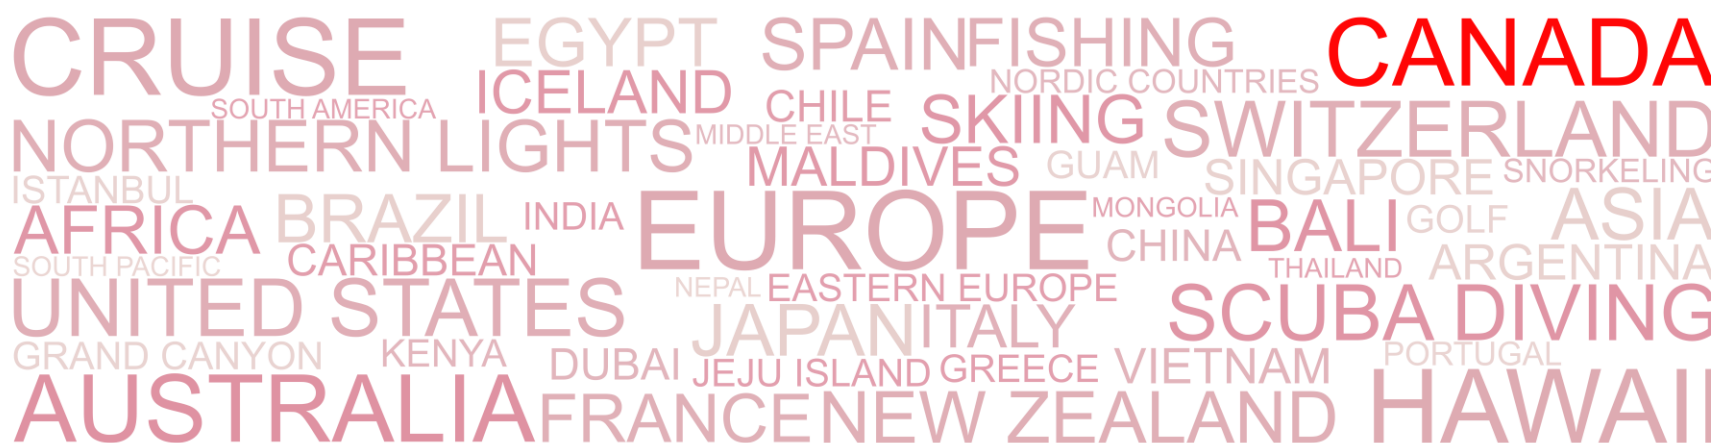 CRUISE
EGYPT
SPAIN
FISHING
CANADA
ICELAND
NORDIC COUNTRIES
SOUTH AMERICA
CHILE
SKIING
SWITZERLAND
NORTHERN LIGHTS
MIDDLE EAST
MALDIVES
GUAM
SINGAPORE
SNORKELING
ISTANBUL
BRAZIL
INDIA
EUROPE
MONGOLIA
BALI
GOLF
ASIA
AFRICA
CARIBBEAN
CHINA
THAILAND
ARGENTINA
SOUTH PACIFIC
UNITED STATES
NEPAL
EASTERN EUROPE
SCUBA DIVING
JAPAN
ITALY
GRAND CANYON
KENYA
DUBAI
JEJU ISLAND
GREECE
VIETNAM
PORTUGAL
AUSTRALIA
FRANCE
NEW ZEALAND
HAWAII